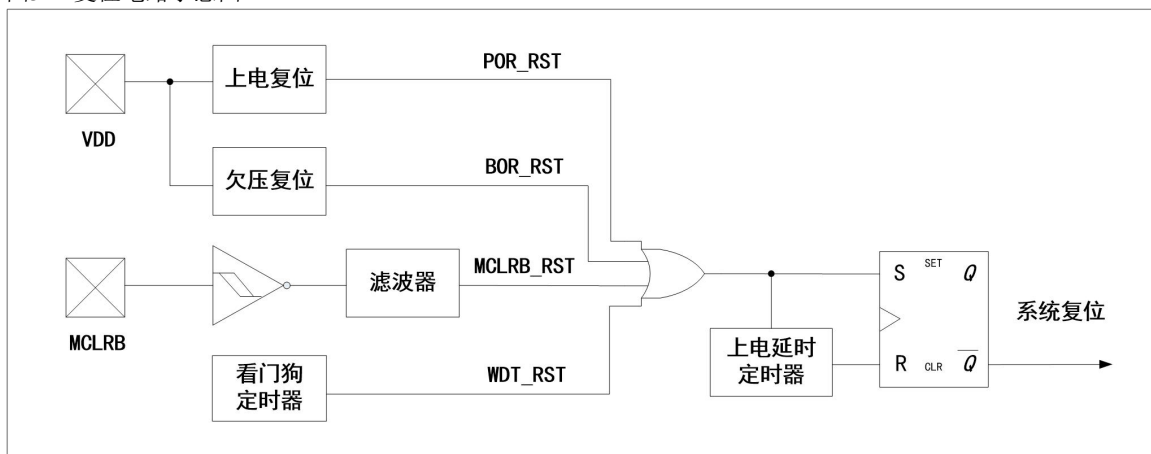 上电复位
POR_RST
VDD
欠压复位
BOR_RST
MCLRB
滤波器
MCLRB_RST
看门狗
定时器
WDT_RST
上电延时
定时器
S SET Q
R CLR Q̅
系统复位